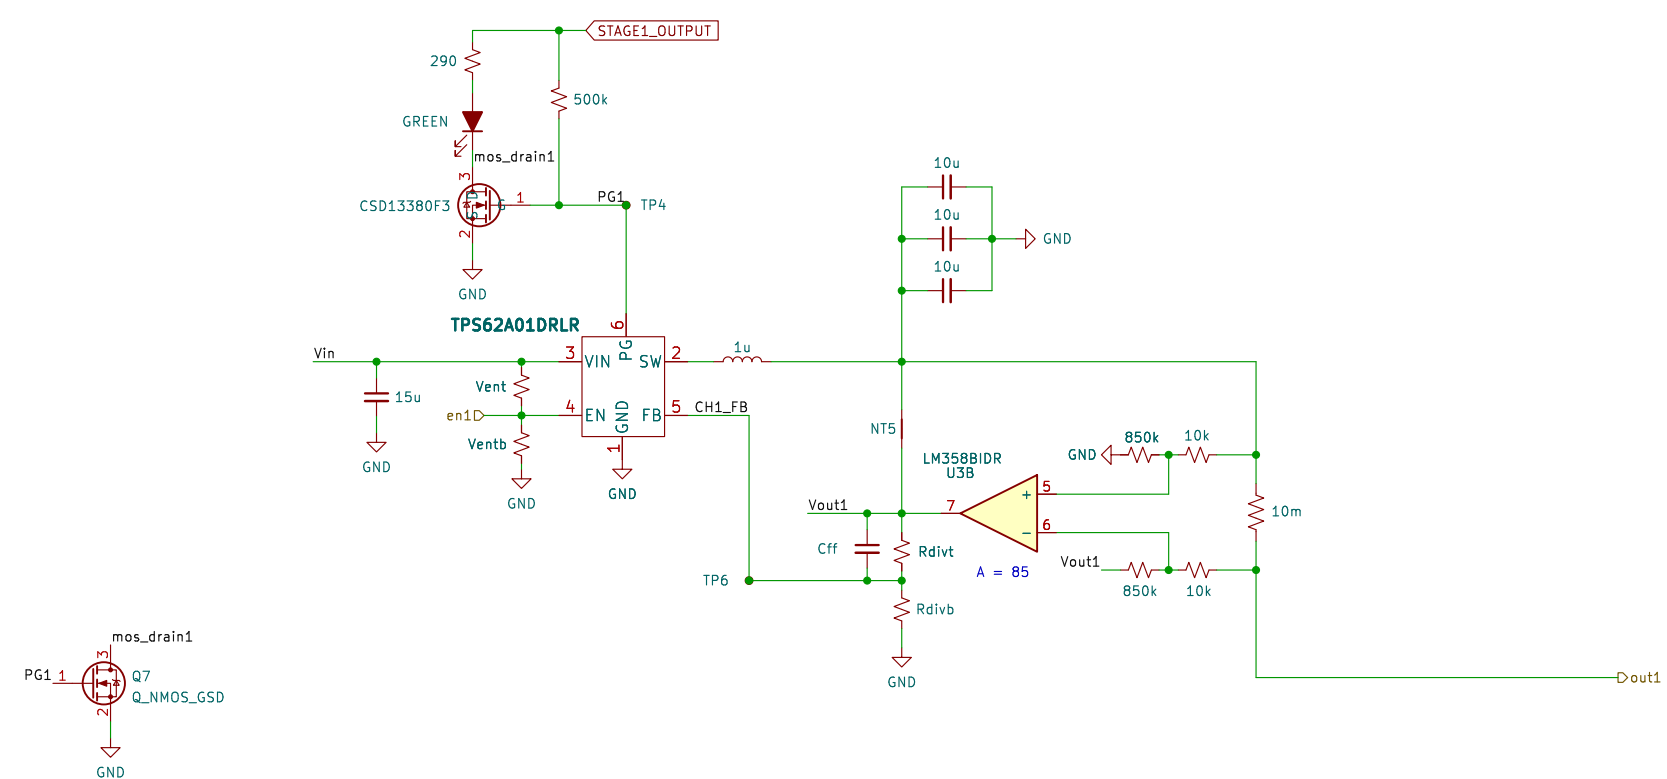 STAGE1_OUTPUT
290
500k
GREEN
mos_drain1
3
D
CSD13380F3
G
1
S
2
PG1
TP4
GND
10u
10u
GND
10u
TPS62A01DRLR
6
PG
Vin
3
VIN
SW
2
1u
15u
Vent
en1
4
EN
FB
5
CH1_FB
GND
1
Ventb
GND
GND
GND
NT5
LM358BIDR
U3B
GND
850k
10k
5
+
10m
Vout1
7
6
-
Cff
Rdivt
A = 85
Vout1
850k
10k
TP6
Rdivb
GND
mos_drain1
3
PG1
1
Q7
Q_NMOS_GSD
2
GND
out1